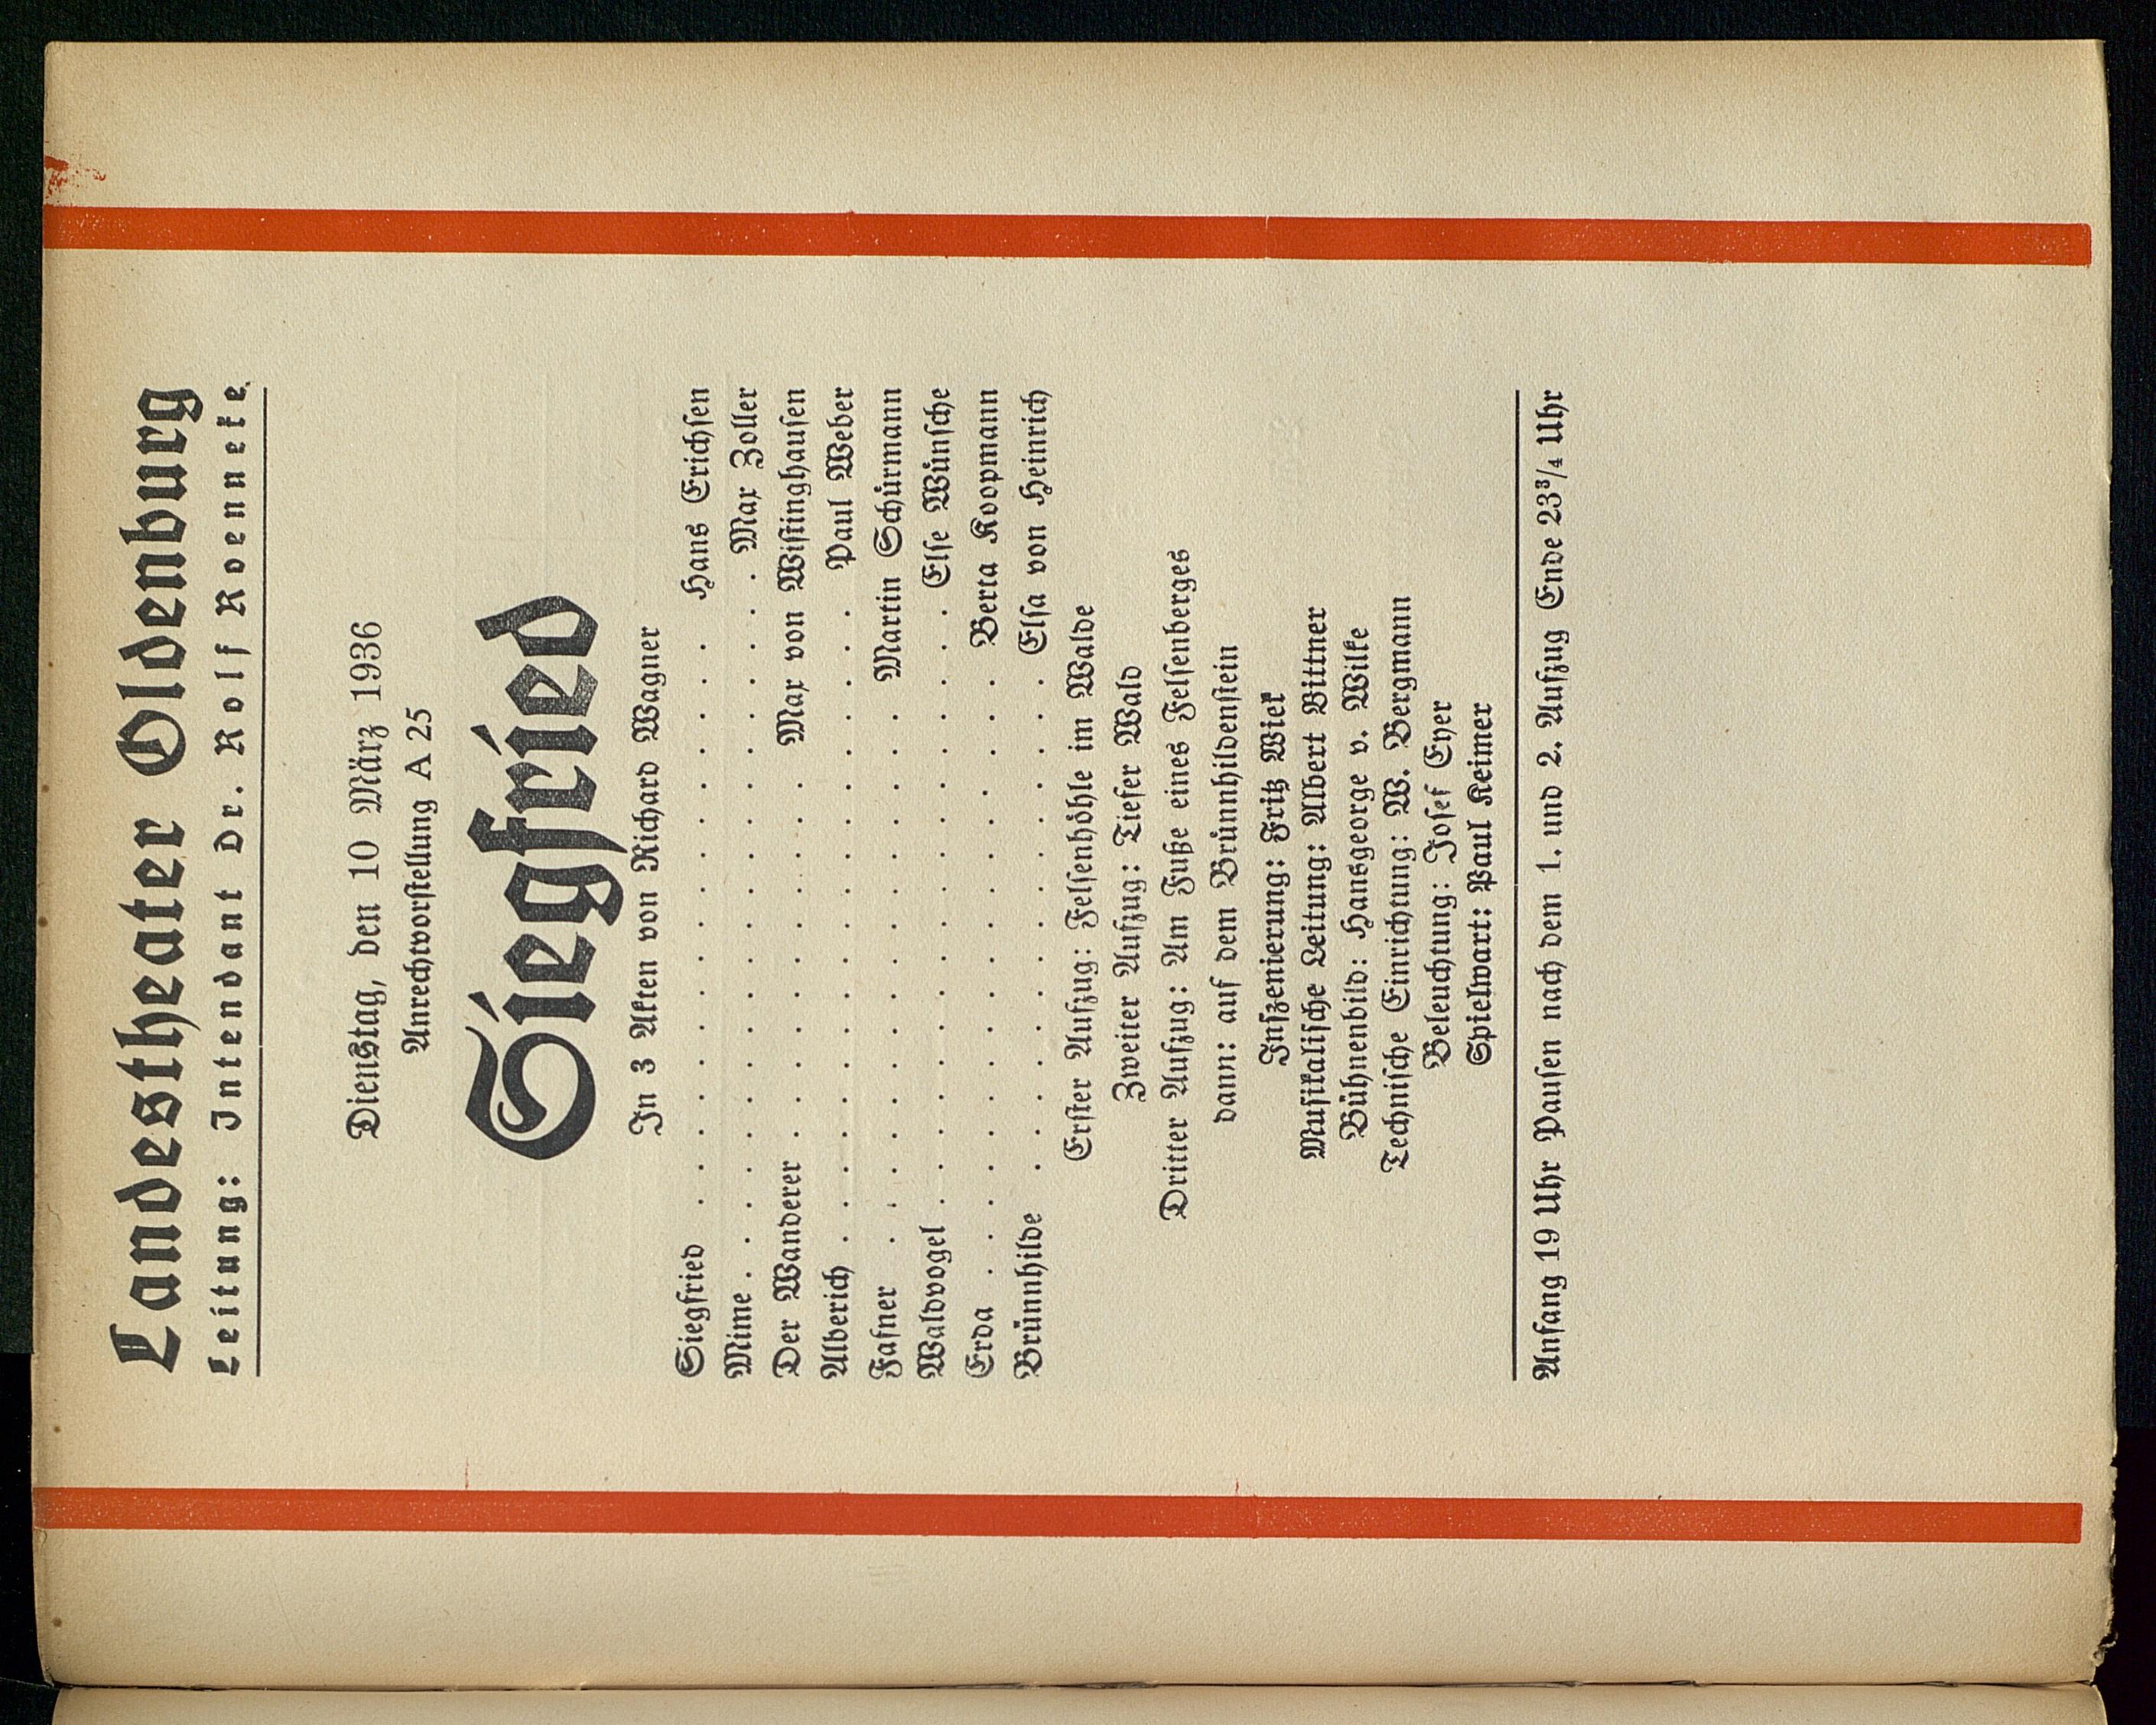 Landestheater Oldenburg
Leitung: Intendant Dr. Rolf Roenneke
Dienstag, den 10 März 1936
Anrechtvorstellung A 25
Siegfried
In 3 Akten von Richard Wagner
Siegfried . . . . . . . . . . . . . . . Hans Erichsen
Mime . . . . . . . . . . . . . . . Max Zoller
Der Wanderer . . . . . . . . . Max von Wistinghausen
Alberich . . . . . . . . . . . . . . . Paul Weber
Fafner . . . . . . . . . . . . . Martin Schürmann
Waldvogel . . . . . . . . . . . . . . Else Wünsche
Erda . . . . . . . . . . . . . . Berta Koopmann
Brünnhilde . . . . . . . . . . . . Elsa von Heinrich
Erster Aufzug: Felsenhöhle im Walde
Zweiter Aufzug: Tiefer Wald
Dritter Aufzug: Am Fuße eines Felsenberges
dann: auf dem Brünnhildenstein
Inszenierung: Fritz Wiek
Musikalische Leitung: Albert Bittner
Bühnenbild: Hansgeorge v. Wilke
Technische Einrichtung: W. Bergmann
Beleuchtung: Josef Eyer
Spielwart: Paul Keimer
Anfang 19 Uhr Pausen nach dem 1. und 2. Aufzug Ende 23³/₄ Uhr